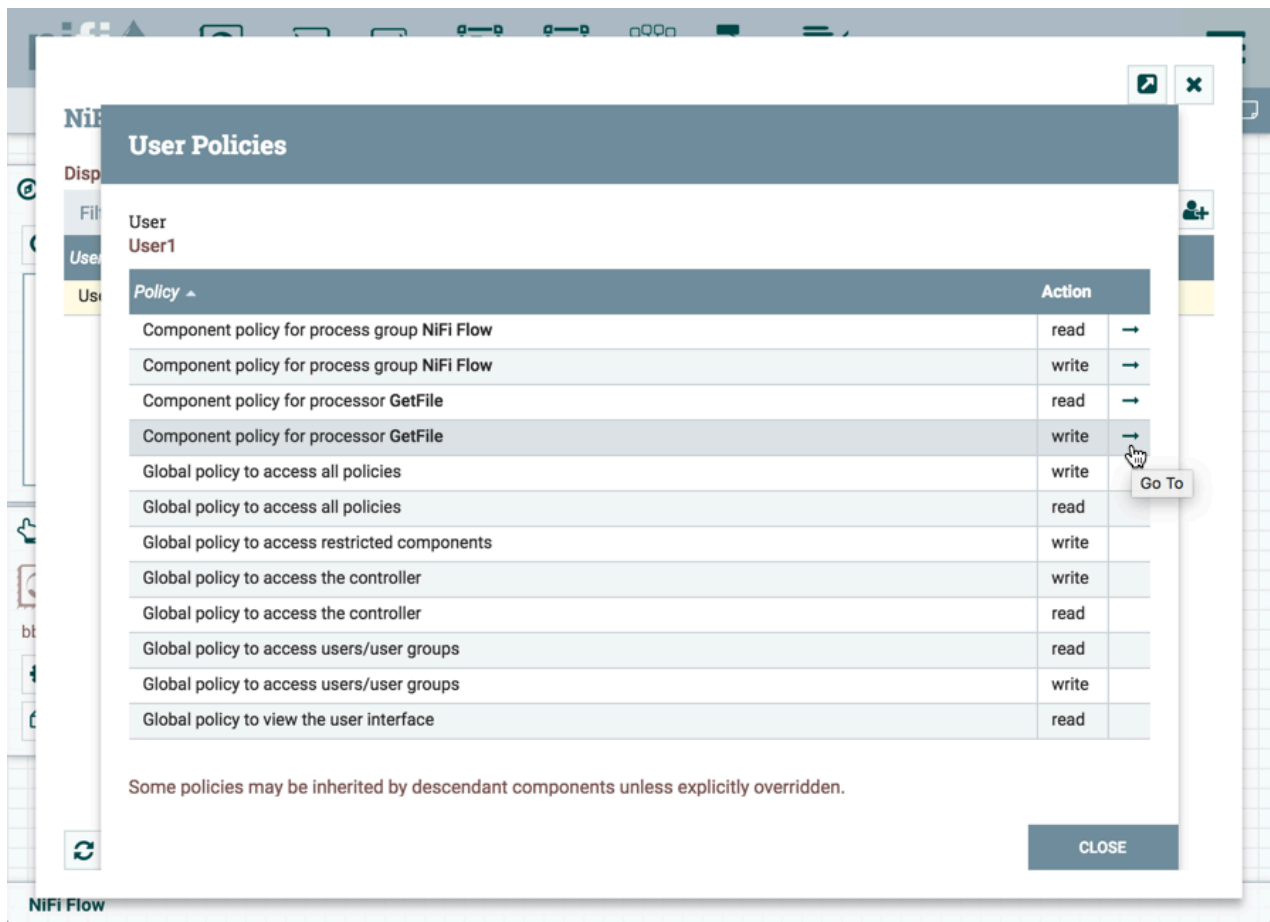 NiFi
User Policies
Disp
Filt
User
User1
User
Policy Action
Use
Component policy for process group NiFi Flow read
Component policy for process group NiFi Flow write
Component policy for processor GetFile read
Component policy for processor GetFile write
Global policy to access all policies write
Go To
Global policy to access all policies read
Global policy to access restricted components write
Global policy to access the controller write
Global policy to access the controller read
Global policy to access users/user groups read
Global policy to access users/user groups write
Global policy to view the user interface read
Some policies may be inherited by descendant components unless explicitly overridden.
CLOSE
NiFi Flow